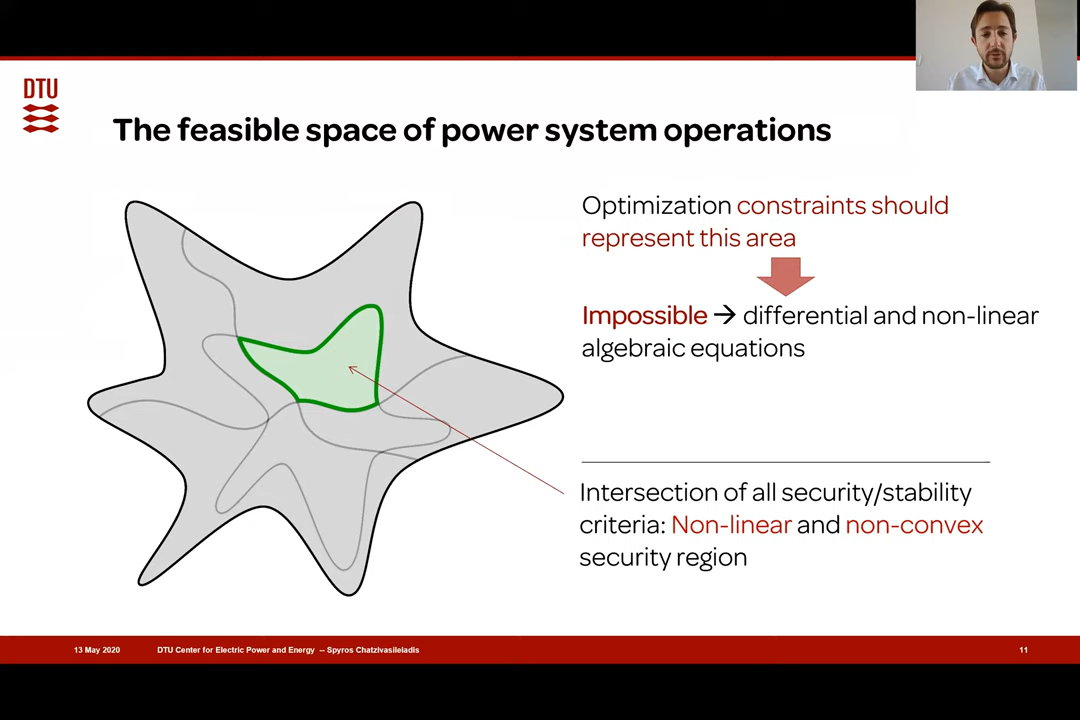 DTU
The feasible space of power system operations
Optimization constraints should
represent this area
Impossible → differential and non-linear
algebraic equations
Intersection of all security/stability
criteria: Non-linear and non-convex
security region
13 May 2020 DTU Center for Electric Power and Energy -- Spyros Chatzivasileiadis 11